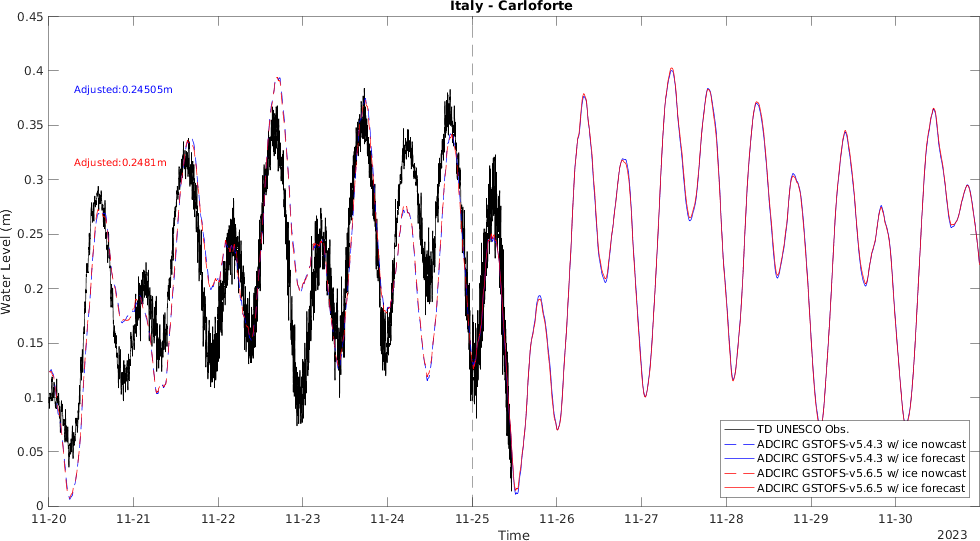 Italy - Carloforte
0.45
0.4
0.35
0.3
0.25
0.2
0.15
0.1
0.05
0
Water Level (m)
Adjusted:0.24505m
Adjusted:0.2481m
TD UNESCO Obs.
ADCIRC GSTOFS-v5.4.3 w/ ice nowcast
ADCIRC GSTOFS-v5.4.3 w/ ice forecast
ADCIRC GSTOFS-v5.6.5 w/ ice nowcast
ADCIRC GSTOFS-v5.6.5 w/ ice forecast
11-20 11-21 11-22 11-23 11-24 11-25 11-26 11-27 11-28 11-29 11-30
Time
2023